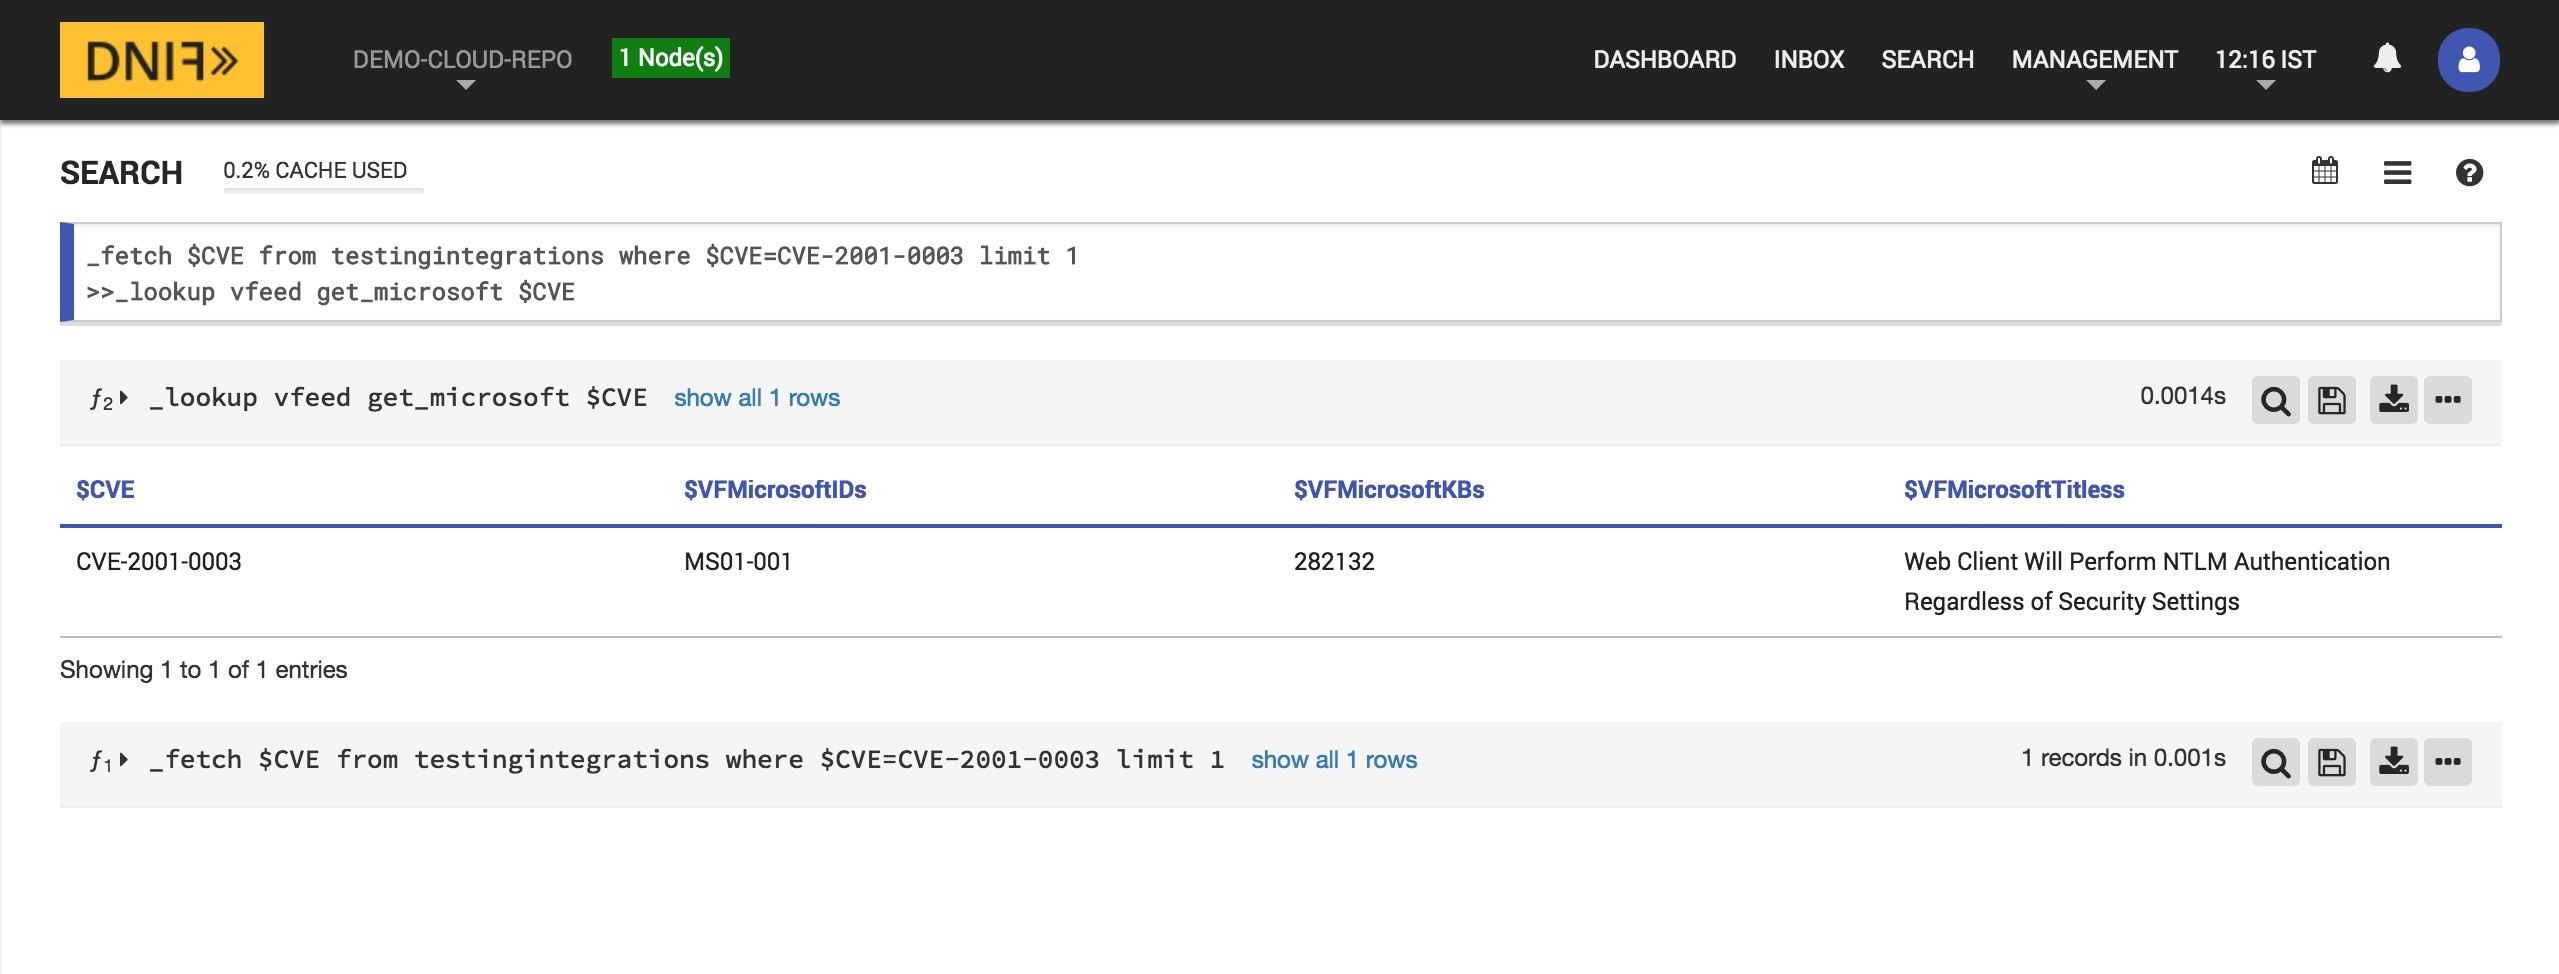 DNIF»
DEMO-CLOUD-REPO
1 Node(s)
DASHBOARD INBOX SEARCH MANAGEMENT 12:16 IST
SEARCH 0.2% CACHE USED
_fetch $CVE from testingintegrations where $CVE=CVE-2001-0003 limit 1
>>_lookup vfeed get_microsoft $CVE
f2 _lookup vfeed get_microsoft $CVE show all 1 rows 0.0014s
$CVE $VFMicrosoftIDs $VFMicrosoftKBs $VFMicrosoftTitless
CVE-2001-0003 MS01-001 282132 Web Client Will Perform NTLM Authentication
Regardless of Security Settings
Showing 1 to 1 of 1 entries
f1 _fetch $CVE from testingintegrations where $CVE=CVE-2001-0003 limit 1 show all 1 rows 1 records in 0.001s